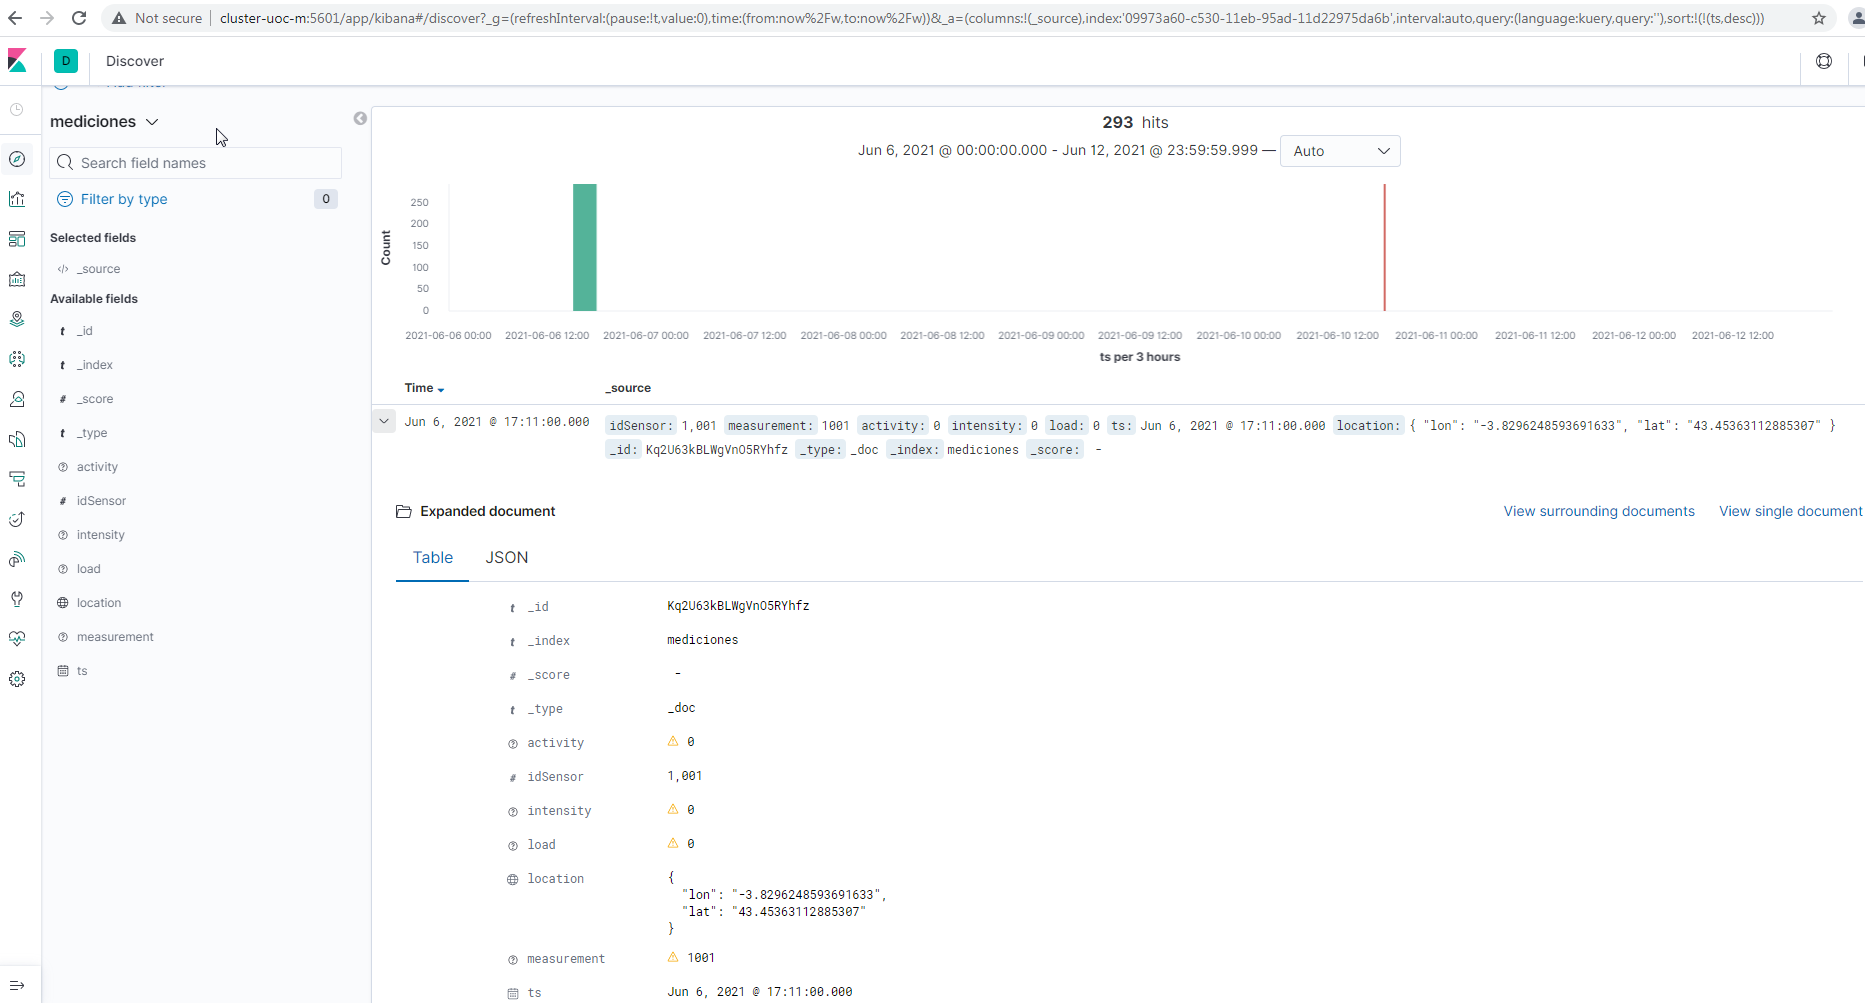 Not secure | cluster-uoc-m:5601/app/kibana#/discover?_g=(refreshInterval:(pause:!t,value:0),time:(from:now%2Fw,to:now%2Fw))&_a=(columns:!(_source),index:'09973a60-c530-11eb-95ad-11d22975da6b',interval:auto,query:(language:kuery,query:''),sort:!(!(ts,desc)))
D Discover
mediciones
Search field names
Filter by type 0
Selected fields
_source
Available fields
t _id
t _index
# _score
t _type
activity
# idSensor
intensity
load
location
measurement
ts
293 hits
Jun 6, 2021 @ 00:00:00.000 - Jun 12, 2021 @ 23:59:59.999 — Auto
Count
250
200
150
100
50
0
2021-06-06 00:00 2021-06-06 12:00 2021-06-07 00:00 2021-06-07 12:00 2021-06-08 00:00 2021-06-08 12:00 2021-06-09 00:00 2021-06-09 12:00 2021-06-10 00:00 2021-06-10 12:00 2021-06-11 00:00 2021-06-11 12:00 2021-06-12 00:00 2021-06-12 12:00
ts per 3 hours
Time _source
Jun 6, 2021 @ 17:11:00.000 idSensor: 1,001 measurement: 1001 activity: 0 intensity: 0 load: 0 ts: Jun 6, 2021 @ 17:11:00.000 location: { "lon": "-3.8296248593691633", "lat": "43.45363112885307" }
_id: Kq2U63kBLWgVnO5RYhfz _type: _doc _index: mediciones _score: -
Expanded document View surrounding documents View single document
Table JSON
t _id Kq2U63kBLWgVnO5RYhfz
t _index mediciones
# _score -
t _type _doc
activity 0
# idSensor 1,001
intensity 0
load 0
location {
"lon": "-3.8296248593691633",
"lat": "43.45363112885307"
}
measurement 1001
ts Jun 6, 2021 @ 17:11:00.000